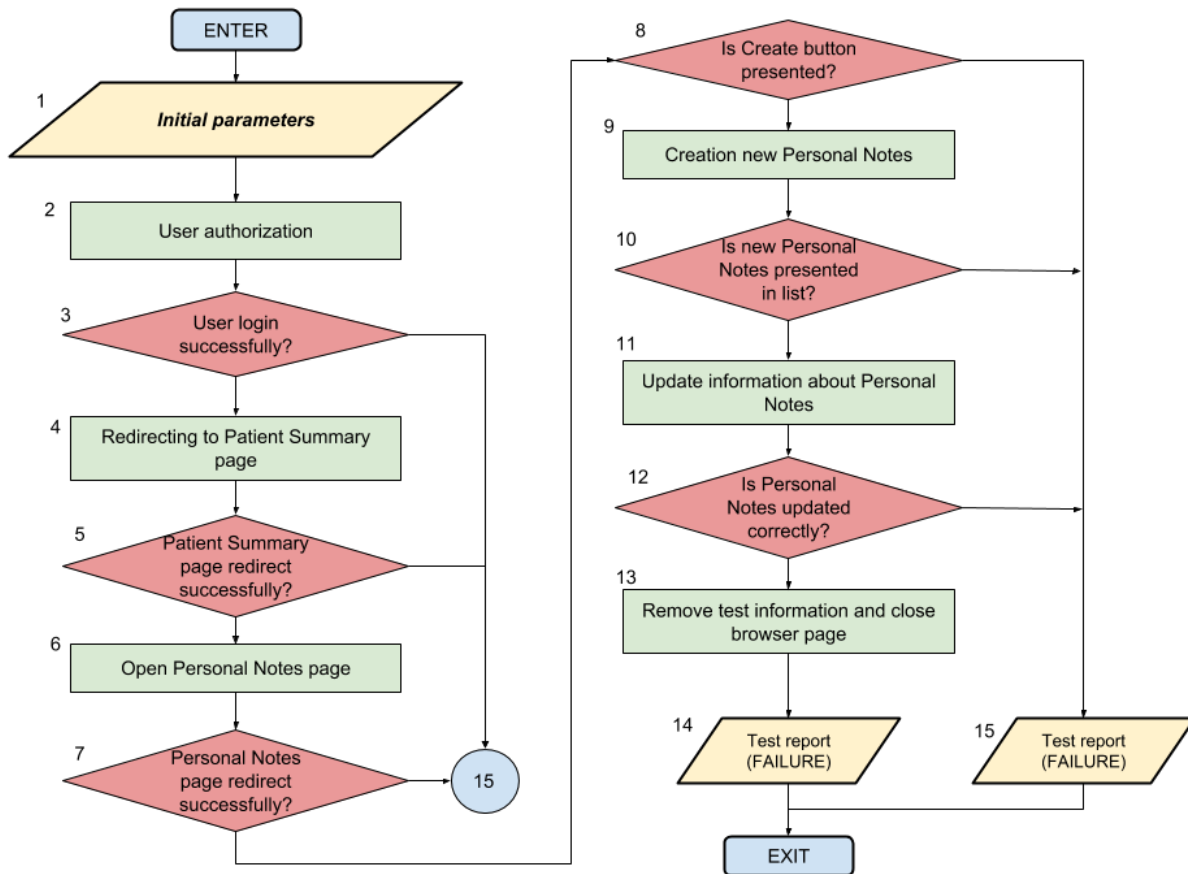 ENTER
1
Initial parameters
2
User authorization
3
User login
successfully?
4
Redirecting to Patient Summary
page
5
Patient Summary
page redirect
successfully?
6
Open Personal Notes page
7
Personal Notes
page redirect
successfully?
15
8
Is Create button
presented?
9
Creation new Personal Notes
10
Is new Personal
Notes presented
in list?
11
Update information about Personal
Notes
12
Is Personal
Notes updated
correctly?
13
Remove test information and close
browser page
14
Test report
(FAILURE)
15
Test report
(FAILURE)
EXIT